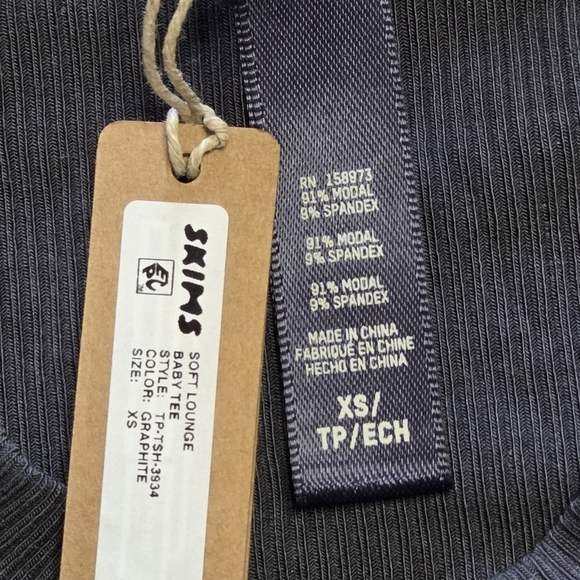 SKIMS
SOFT LOUNGE
BABY TEE
STYLE: TP-TSH-3934
COLOR: GRAPHITE
SIZE: XS
RN 158973
91% MODAL
9% SPANDEX
91% MODAL
9% SPANDEX
91% MODAL
9% SPANDEX
MADE IN CHINA
FABRIQUÉ EN CHINE
HECHO EN CHINA
XS/
TP/ECH